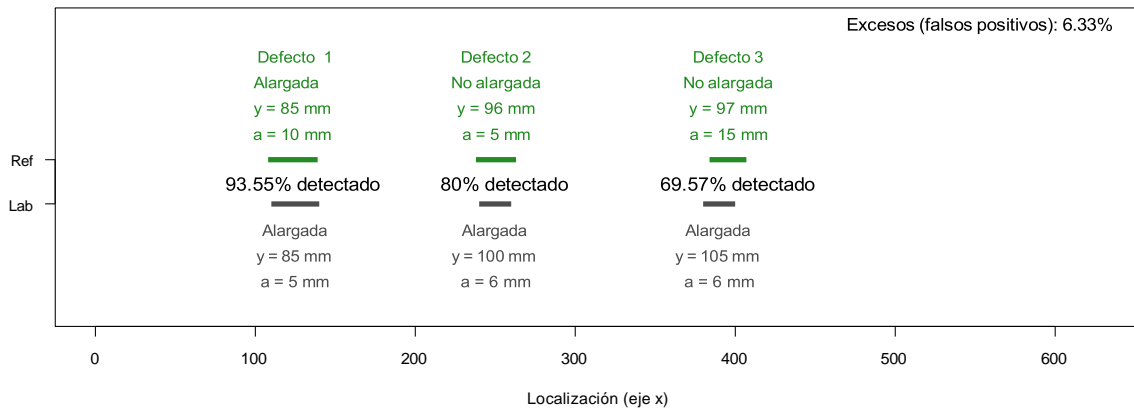 Excesos (falsos positivos): 6.33%
Defecto 1
Alargada
y = 85 mm
a = 10 mm
Defecto 2
No alargada
y = 96 mm
a = 5 mm
Defecto 3
No alargada
y = 97 mm
a = 15 mm
Ref
93.55% detectado
80% detectado
69.57% detectado
Lab
Alargada
y = 85 mm
a = 5 mm
Alargada
y = 100 mm
a = 6 mm
Alargada
y = 105 mm
a = 6 mm
0 100 200 300 400 500 600
Localización (eje x)